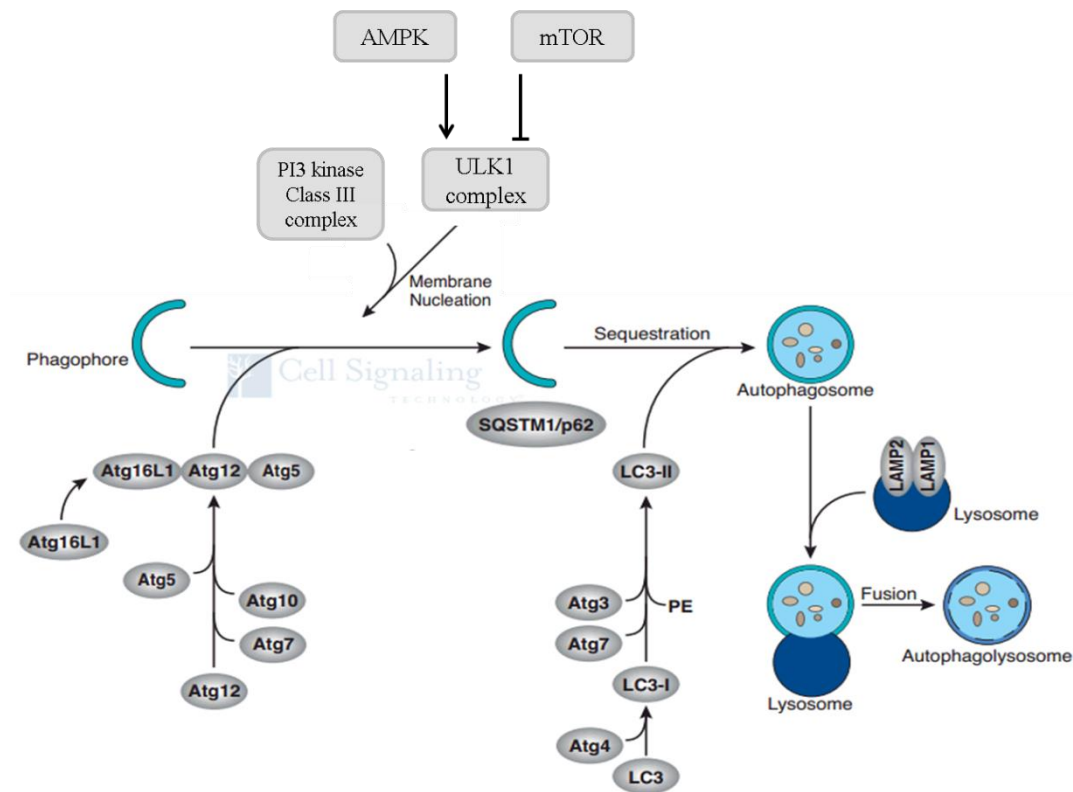 AMPK
mTOR
PI3 kinase
Class III
complex
ULK1
complex
Membrane
Nucleation
Phagophore
Sequestration
Autophagosome
Cell Signaling
TECHNOLOGY
SQSTM1/p62
Atg16L1
Atg12
Atg5
LC3-II
LAMP2
LAMP1
Lysosome
Atg16L1
Atg5
Atg10
Atg7
Atg12
Atg3
PE
Atg7
LC3-I
Atg4
LC3
Fusion
Lysosome
Autophagolysosome